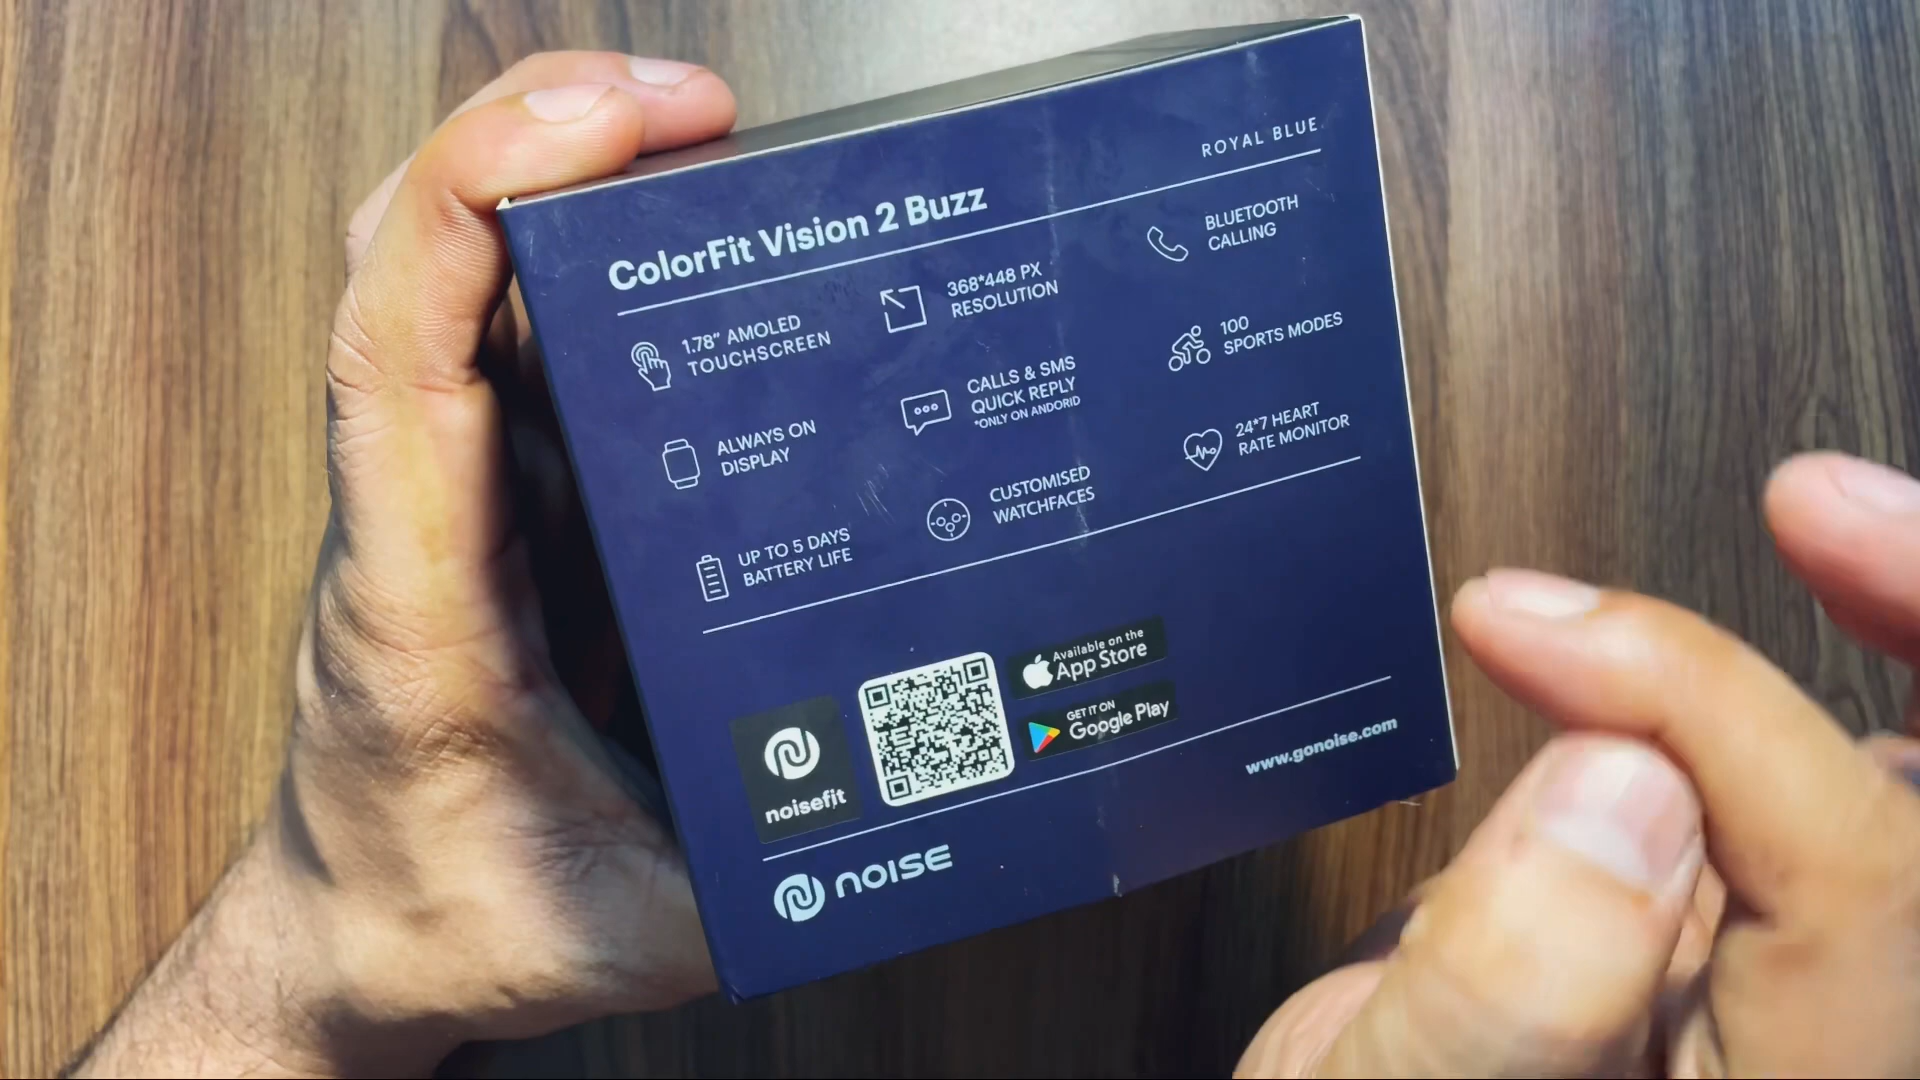 ROYAL BLUE
ColorFit Vision 2 Buzz
1.78" AMOLED
TOUCHSCREEN
368*448 PX
RESOLUTION
BLUETOOTH
CALLING
ALWAYS ON
DISPLAY
CALLS & SMS
QUICK REPLY
*ONLY ON ANDORID
100
SPORTS MODES
UP TO 5 DAYS
BATTERY LIFE
CUSTOMISED
WATCHFACES
24*7 HEART
RATE MONITOR
noisefit
Available on the
App Store
GET IT ON
Google Play
www.gonoise.com
NOISE